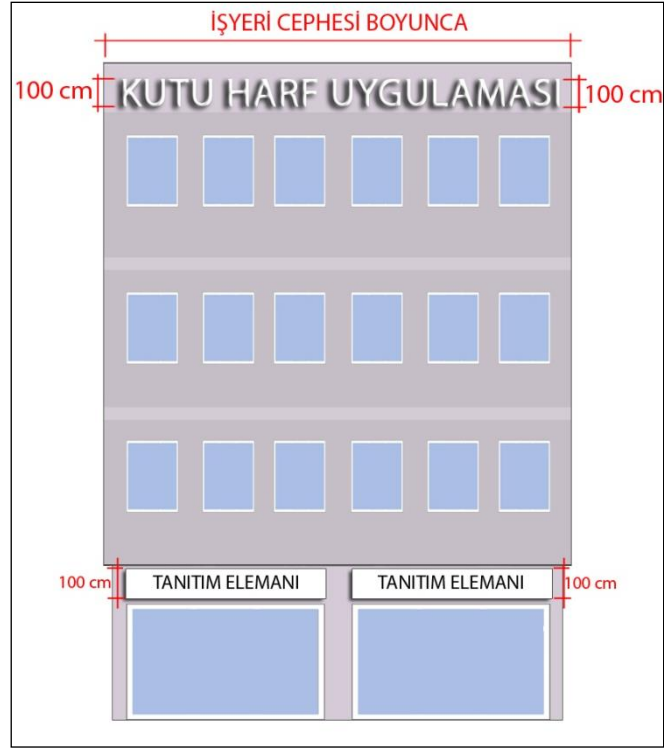 İŞYERİ CEPHESİ BOYUNCA
100 cm KUTU HARF UYGULAMASI 100 cm
100 cm TANITIM ELEMANI TANITIM ELEMANI 100 cm